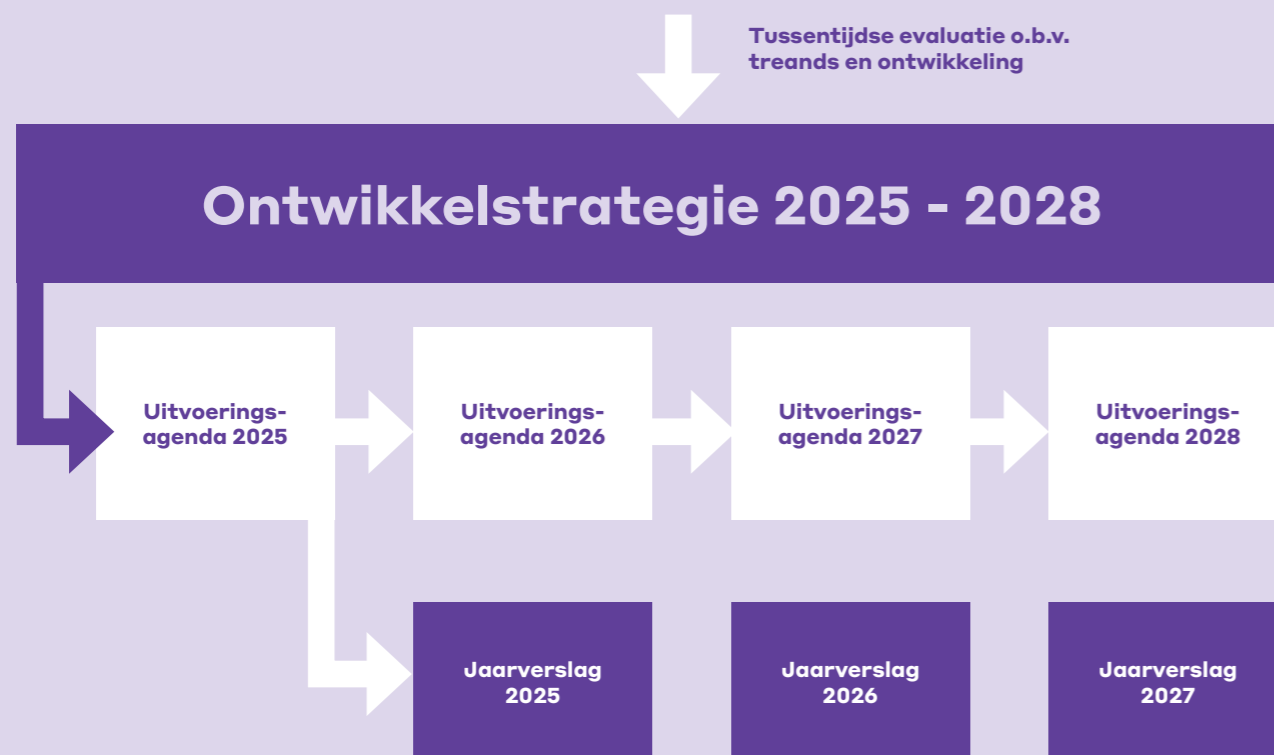 Tussentijdse evaluatie o.b.v.
treands en ontwikkeling
Ontwikkelstrategie 2025 - 2028
Uitvoerings-
agenda 2025
Uitvoerings-
agenda 2026
Uitvoerings-
agenda 2027
Uitvoerings-
agenda 2028
Jaarverslag
2025
Jaarverslag
2026
Jaarverslag
2027